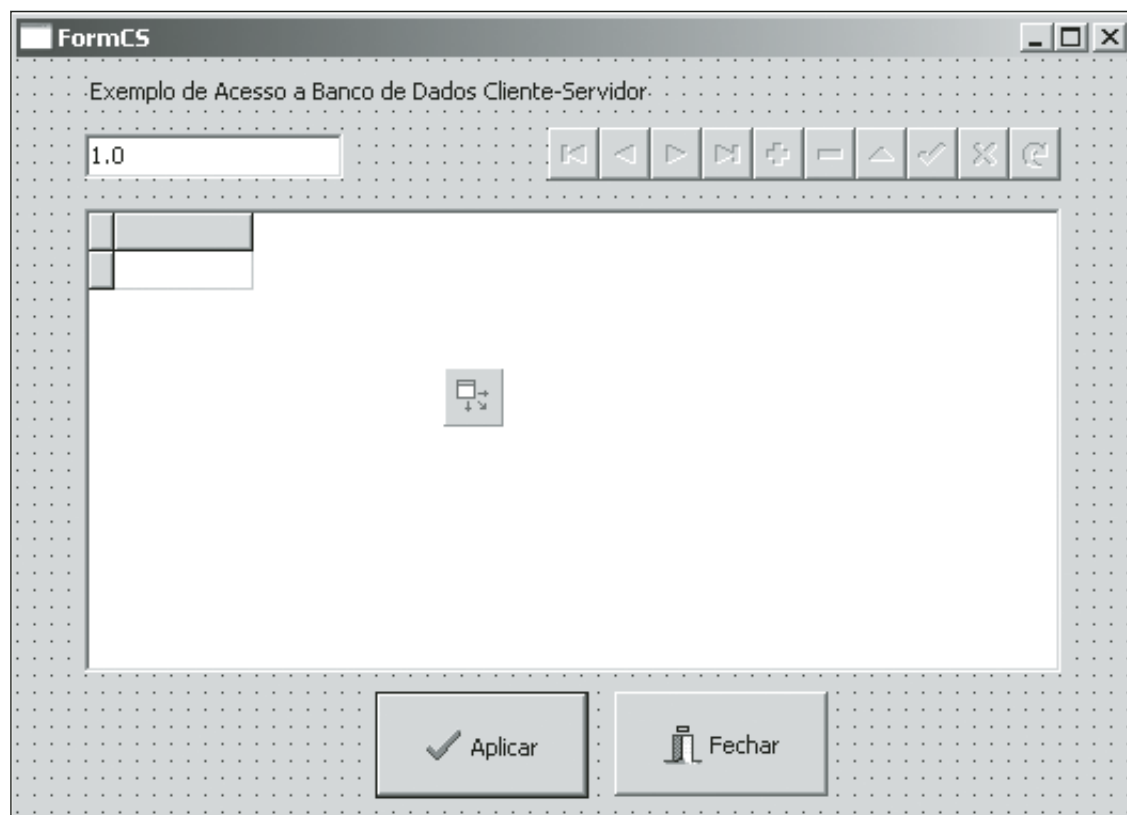 FormCS
Exemplo de Acesso a Banco de Dados Cliente-Servidor
1.0
Aplicar
Fechar